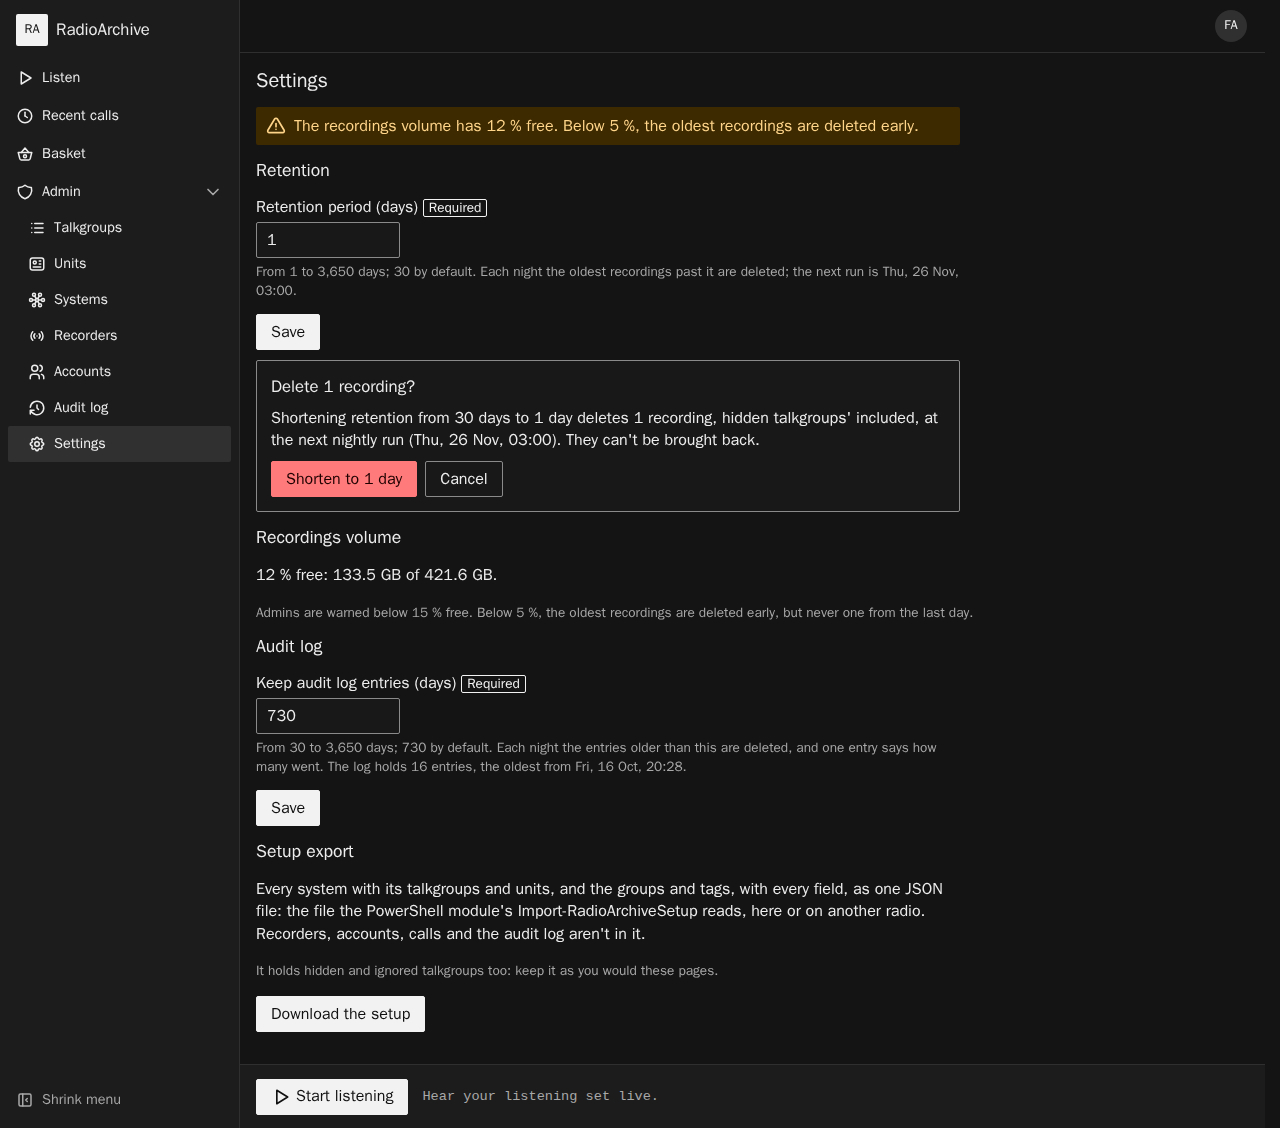 RA RadioArchive
FA
Listen
Recent calls
Basket
Admin
Talkgroups
Units
Systems
Recorders
Accounts
Audit log
Settings
Shrink menu
Settings
The recordings volume has 12 % free. Below 5 %, the oldest recordings are deleted early.
Retention
Retention period (days) Required
1
From 1 to 3,650 days; 30 by default. Each night the oldest recordings past it are deleted; the next run is Thu, 26 Nov,
03:00.
Save
Delete 1 recording?
Shortening retention from 30 days to 1 day deletes 1 recording, hidden talkgroups' included, at
the next nightly run (Thu, 26 Nov, 03:00). They can't be brought back.
Shorten to 1 day Cancel
Recordings volume
12 % free: 133.5 GB of 421.6 GB.
Admins are warned below 15 % free. Below 5 %, the oldest recordings are deleted early, but never one from the last day.
Audit log
Keep audit log entries (days) Required
730
From 30 to 3,650 days; 730 by default. Each night the entries older than this are deleted, and one entry says how
many went. The log holds 16 entries, the oldest from Fri, 16 Oct, 20:28.
Save
Setup export
Every system with its talkgroups and units, and the groups and tags, with every field, as one JSON
file: the file the PowerShell module's Import-RadioArchiveSetup reads, here or on another radio.
Recorders, accounts, calls and the audit log aren't in it.
It holds hidden and ignored talkgroups too: keep it as you would these pages.
Download the setup
Start listening Hear your listening set live.